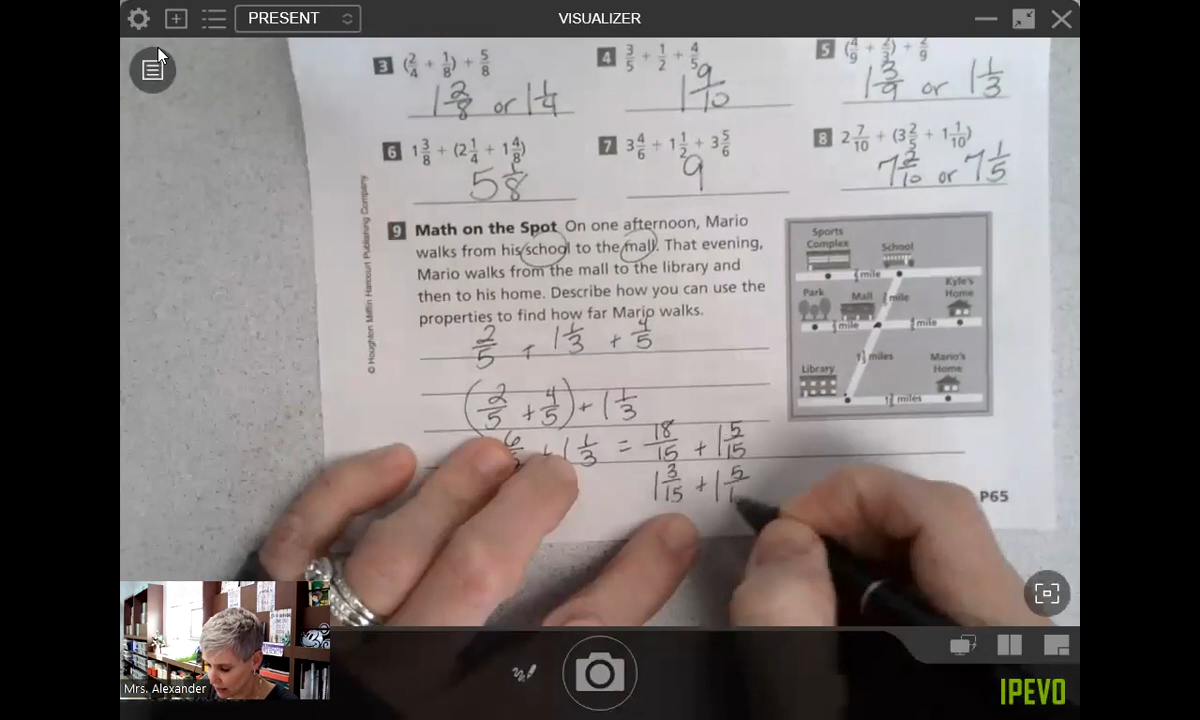 PRESENT
VISUALIZER
3 (2/4 + 1/8) + 5/8
1 2/8 or 1 1/4
4 3/5 + 1/2 + 4/5
1 9/10
5
1 3/9 or 1 1/3
6 1 3/8 + (2 1/4 + 1 4/8)
5 1/8
7 3 4/6 + 1 1/2 + 3 5/6
9
8 2 7/10 + (3 2/5 + 1 1/10)
7 2/10 or 7 1/5
9 Math on the Spot On one afternoon, Mario
walks from his school to the mall. That evening,
Mario walks from the mall to the library and
then to his home. Describe how you can use the
properties to find how far Mario walks.
2/5 + 1 1/3 + 4/5
(2/5 + 4/5) + 1 1/3
+ 1 1/3 = 18/15 + 1 5/15
1 3/15 + 1 5/
Sports
Complex
School
mile
Park
Mall
mile
Kyle's
Home
mile
mile
miles
Library
Mario's
Home
miles
© Houghton Mifflin Harcourt Publishing Company
P65
Mrs. Alexander
IPEVO